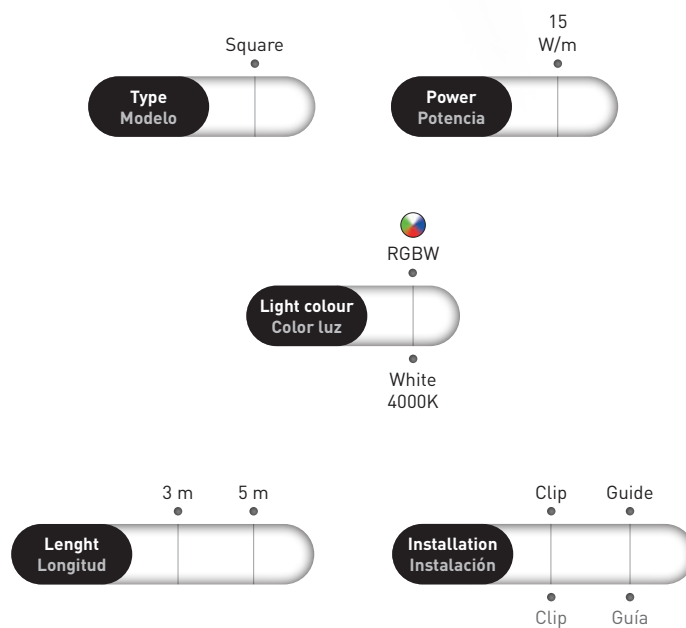 Square
Type
Modelo
15
W/m
Power
Potencia
RGBW
Light colour
Color luz
White
4000K
3 m 5 m
Lenght
Longitud
Clip Guide
Installation
Instalación
Clip Guía